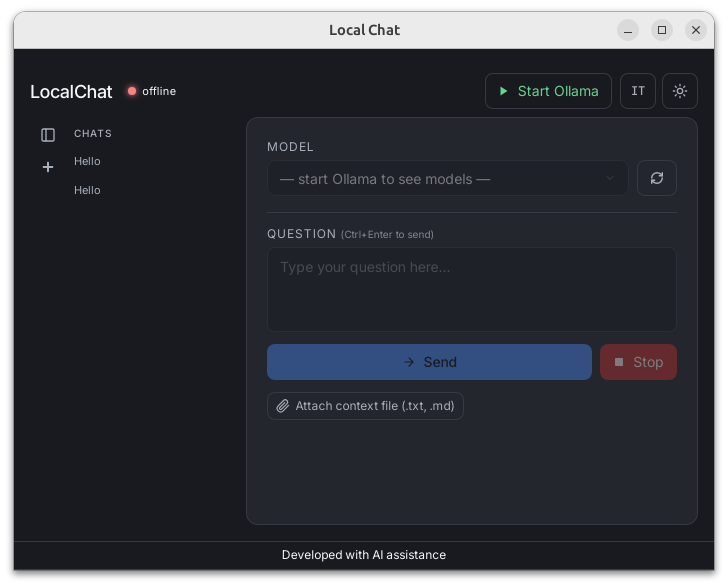 Local Chat
LocalChat
offline
Start Ollama
IT
CHATS
Hello
Hello
MODEL
— start Ollama to see models —
QUESTION (Ctrl+Enter to send)
Type your question here...
Send
Stop
Attach context file (.txt, .md)
Developed with AI assistance